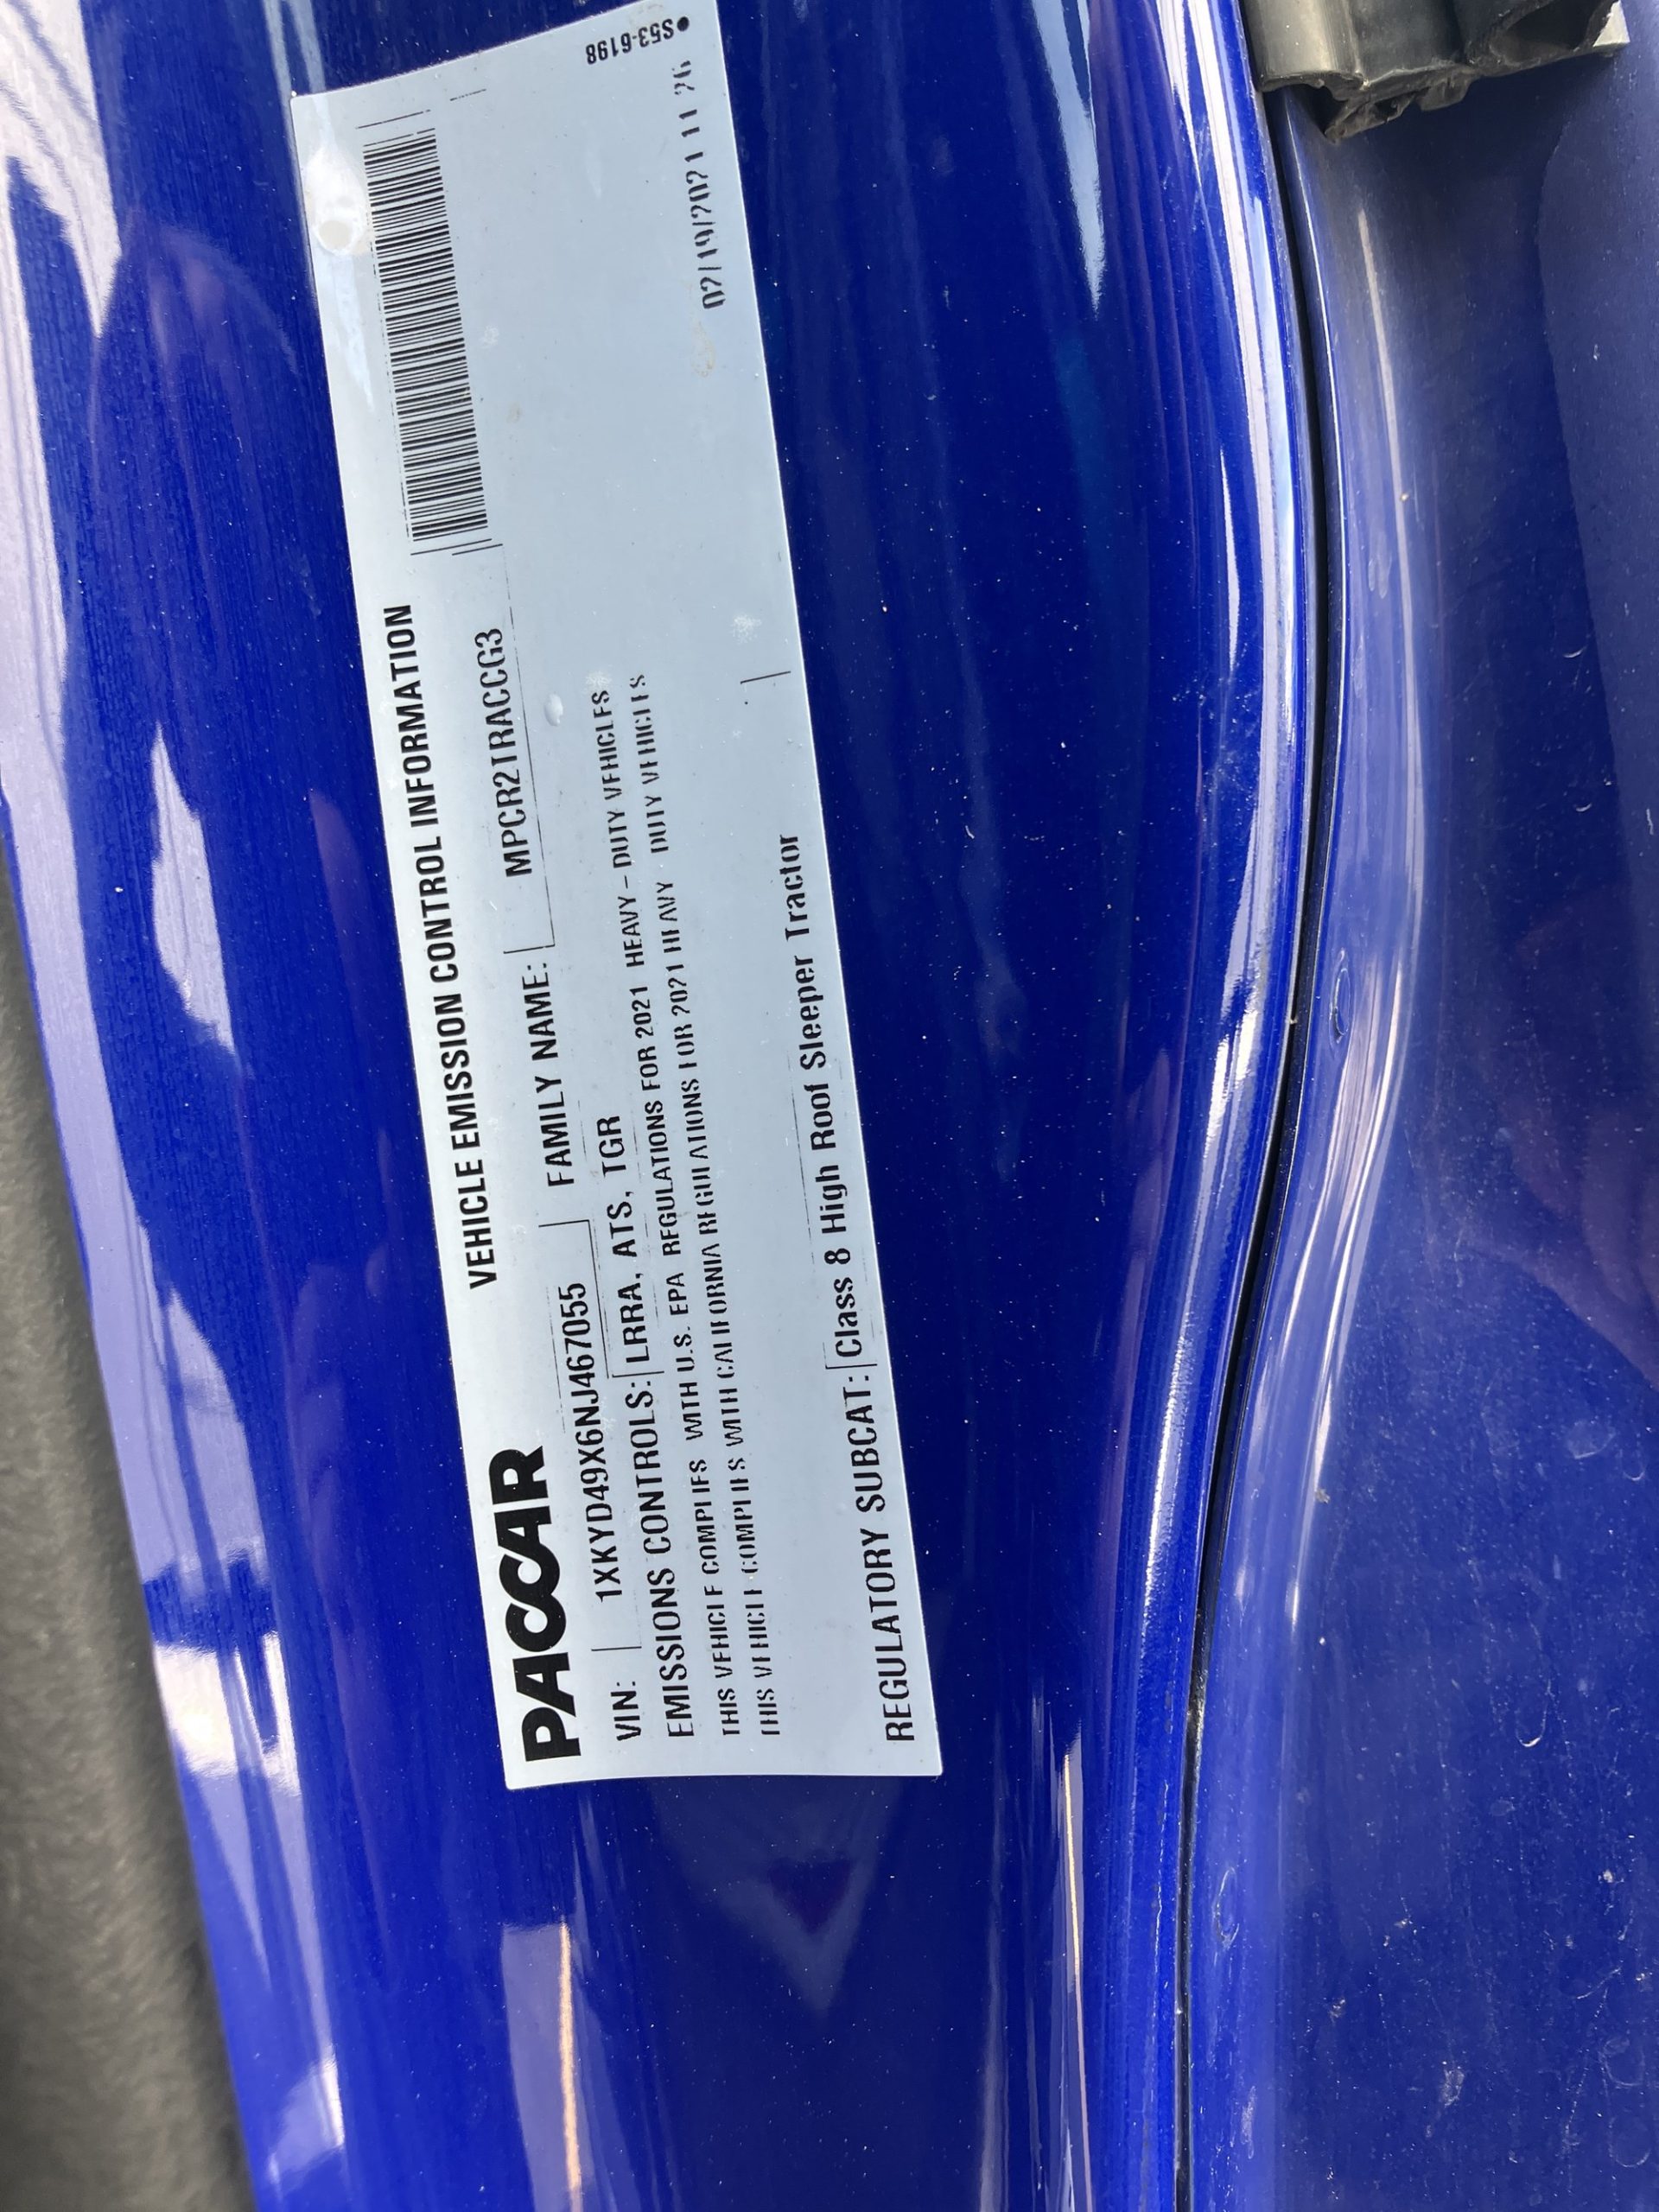 VEHICLE EMISSION CONTROL INFORMATION
PACCAR
VIN: 1XKYD49X6NJ467055 FAMILY NAME: MPCR2TRACCG3
EMISSIONS CONTROLS: LRRA, ATS, TGR
THIS VEHICLE COMPLIES WITH U.S. EPA REGULATIONS FOR 2021 HEAVY-DUTY VEHICLES
THIS VEHICLE COMPLIES WITH CALIFORNIA REGULATIONS FOR 2021 HEAVY DUTY VEHICLES
REGULATORY SUBCAT: Class 8 High Roof Sleeper Tractor
02/19/2021 11 26
S53-6198